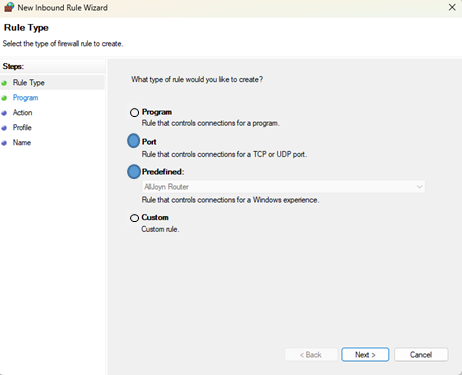 New Inbound Rule Wizard
Rule Type
Select the type of firewall rule to create.
Steps:
Rule Type
Program
Action
Profile
Name
What type of rule would you like to create?
Program
Rule that controls connections for a program.
Port
Rule that controls connections for a TCP or UDP port.
Predefined:
AllJoyn Router
Rule that controls connections for a Windows experience.
Custom
Custom rule.
< Back
Next >
Cancel